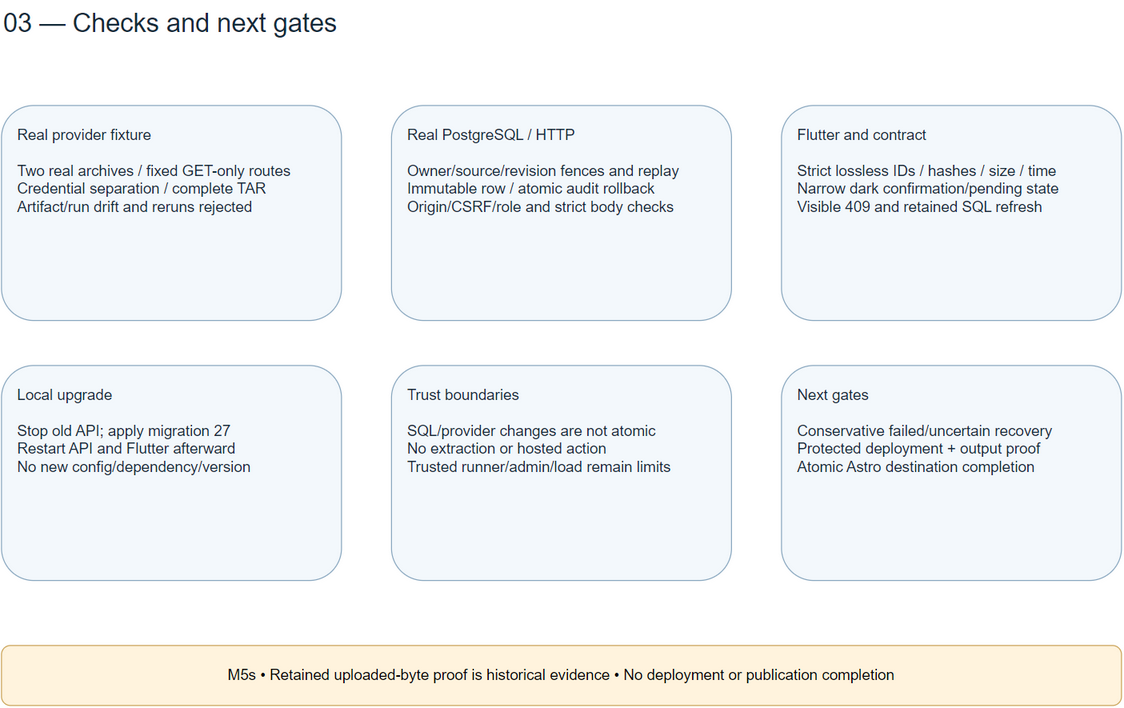 03 — Checks and next gates
Real provider fixture
Two real archives / fixed GET-only routes
Credential separation / complete TAR
Artifact/run drift and reruns rejected
Real PostgreSQL / HTTP
Owner/source/revision fences and replay
Immutable row / atomic audit rollback
Origin/CSRF/role and strict body checks
Flutter and contract
Strict lossless IDs / hashes / size / time
Narrow dark confirmation/pending state
Visible 409 and retained SQL refresh
Local upgrade
Stop old API; apply migration 27
Restart API and Flutter afterward
No new config/dependency/version
Trust boundaries
SQL/provider changes are not atomic
No extraction or hosted action
Trusted runner/admin/load remain limits
Next gates
Conservative failed/uncertain recovery
Protected deployment + output proof
Atomic Astro destination completion
M5s • Retained uploaded-byte proof is historical evidence • No deployment or publication completion